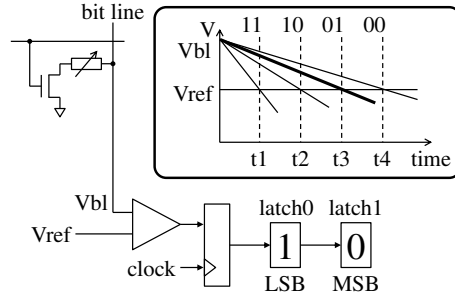 bit line
V 11 10 01 00
Vbl
Vref
t1 t2 t3 t4 time
Vbl
Vref
clock
latch0 latch1
1 0
LSB MSB